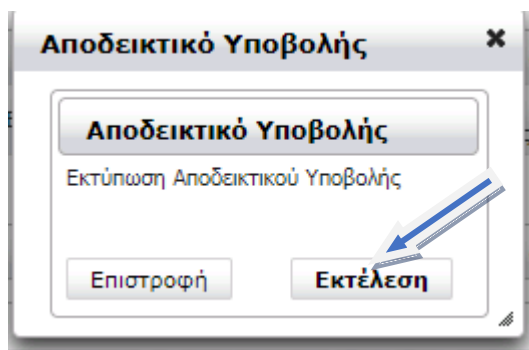 Αποδεικτικό Υποβολής
Αποδεικτικό Υποβολής
Εκτύπωση Αποδεικτικού Υποβολής
Επιστροφή Εκτέλεση